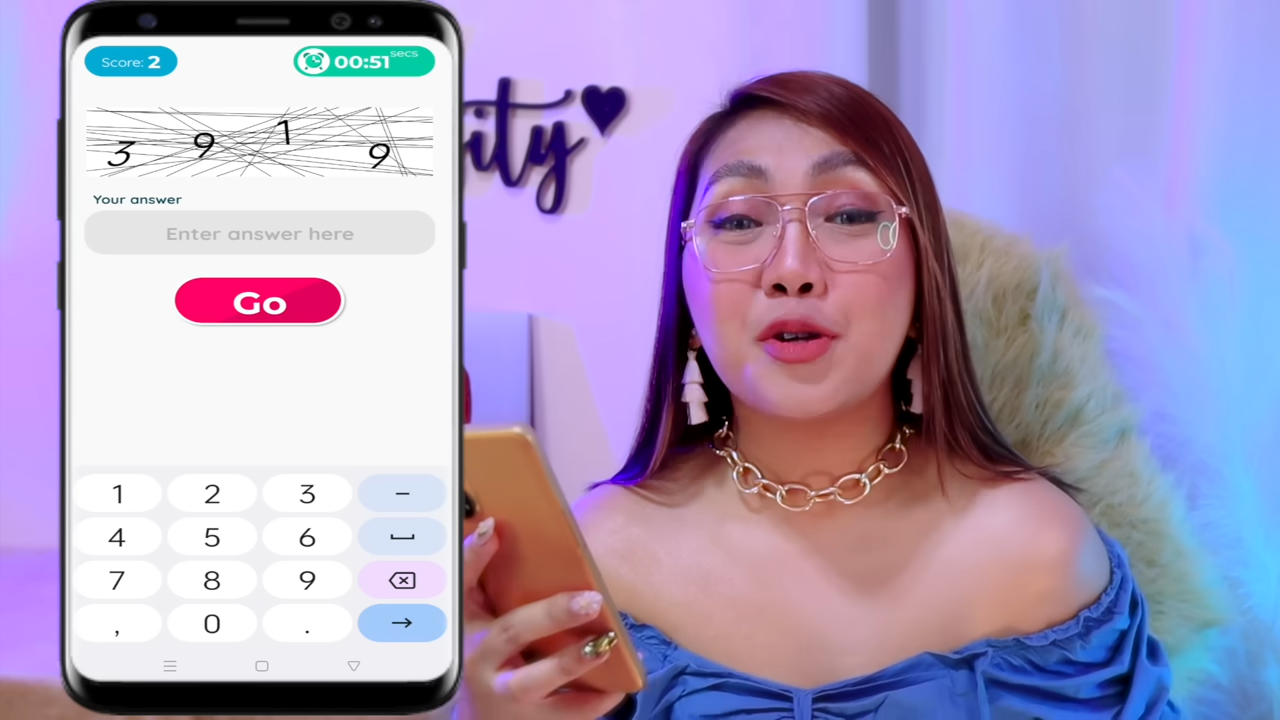 Score: 2
00:51 secs
3 9 1 9
Your answer
Enter answer here
Go
1 2 3 -
4 5 6
7 8 9
, 0 .
ity